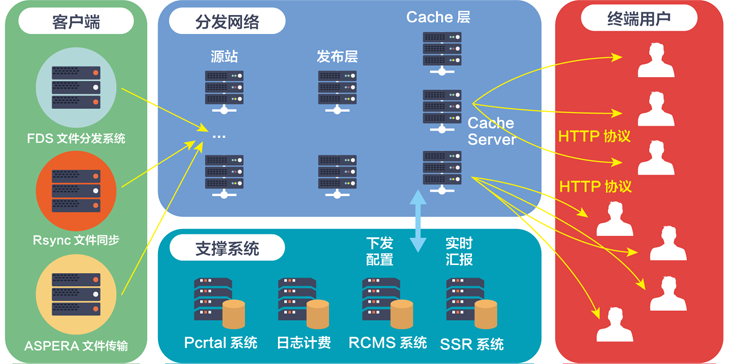 客户端
FDS 文件分发系统
Rsync 文件同步
ASPERA 文件传输
分发网络
源站
...
发布层
Cache 层
Cache
Server
支撑系统
下发
配置
实时
汇报
Pcrtal 系统
日志计费
RCMS 系统
SSR 系统
终端用户
HTTP 协议
HTTP 协议